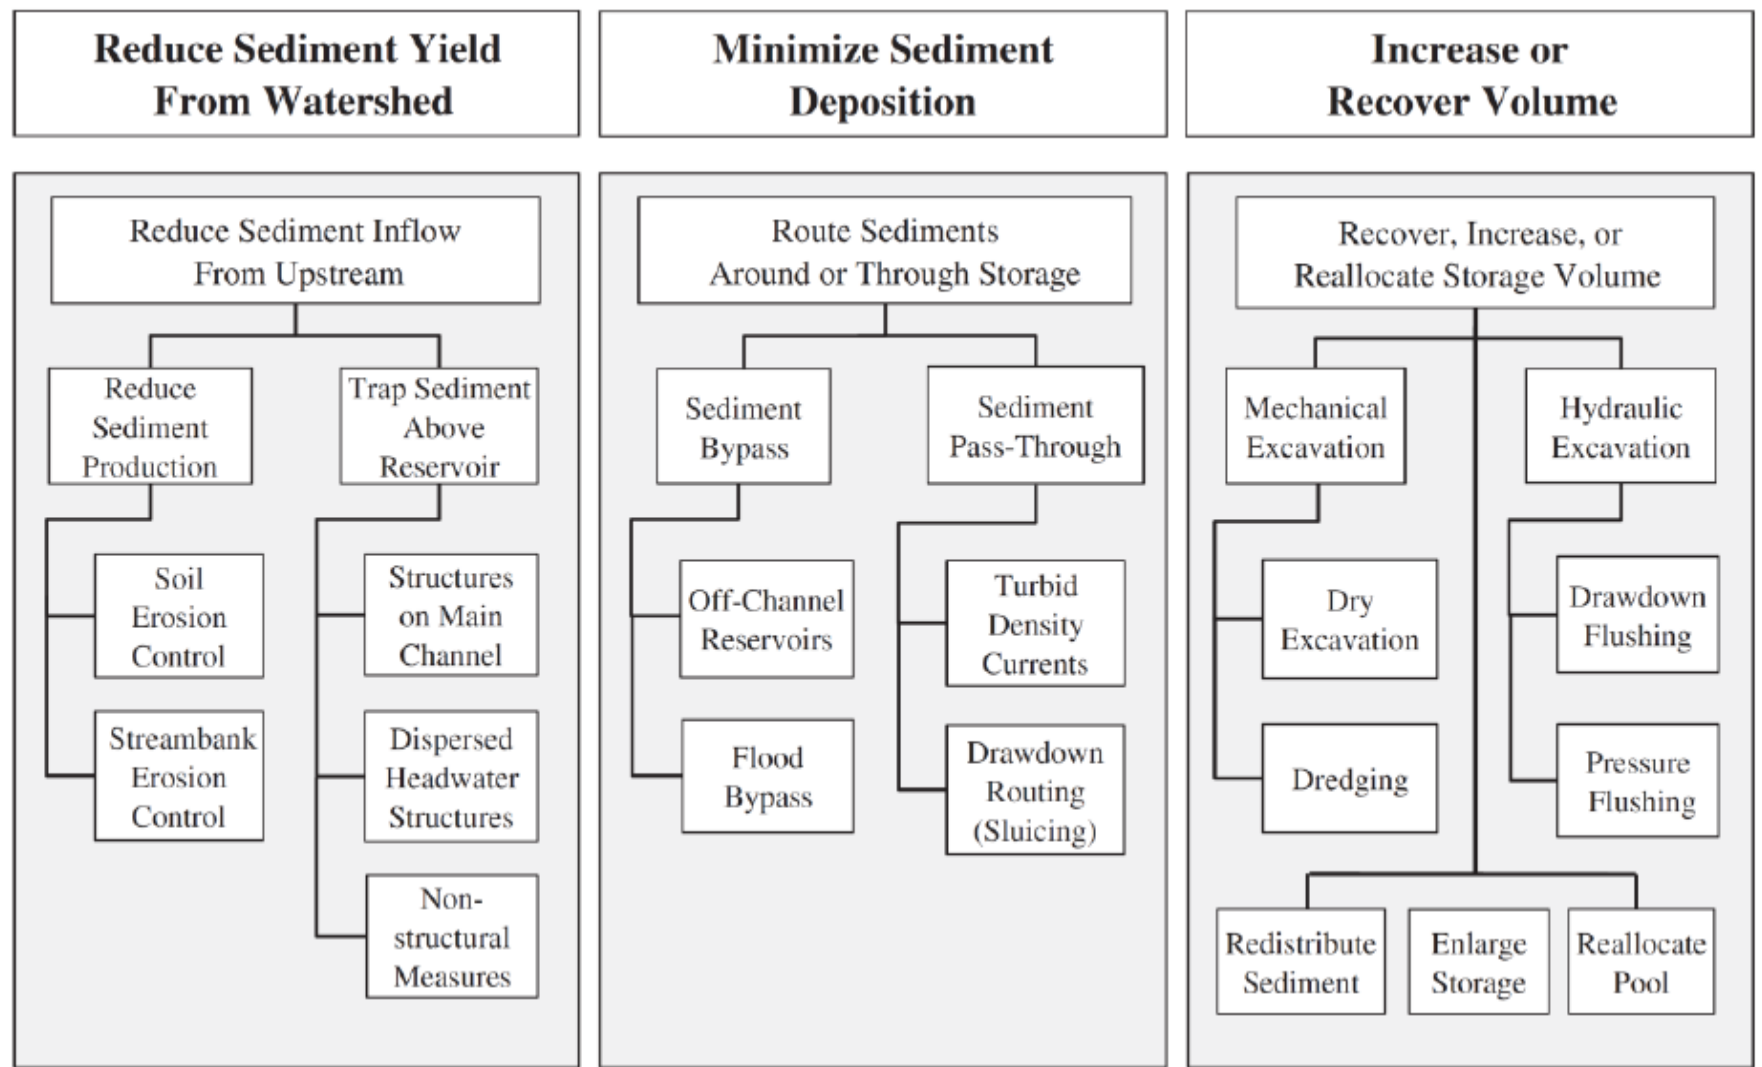 Reduce Sediment Yield
From Watershed
Minimize Sediment
Deposition
Increase or
Recover Volume
Reduce Sediment Inflow
From Upstream
Reduce
Sediment
Production
Trap Sediment
Above
Reservoir
Soil
Erosion
Control
Streambank
Erosion
Control
Structures
on Main
Channel
Dispersed
Headwater
Structures
Non-
structural
Measures
Route Sediments
Around or Through Storage
Sediment
Bypass
Sediment
Pass-Through
Off-Channel
Reservoirs
Flood
Bypass
Turbid
Density
Currents
Drawdown
Routing
(Sluicing)
Recover, Increase, or
Reallocate Storage Volume
Mechanical
Excavation
Hydraulic
Excavation
Dry
Excavation
Dredging
Drawdown
Flushing
Pressure
Flushing
Redistribute
Sediment
Enlarge
Storage
Reallocate
Pool